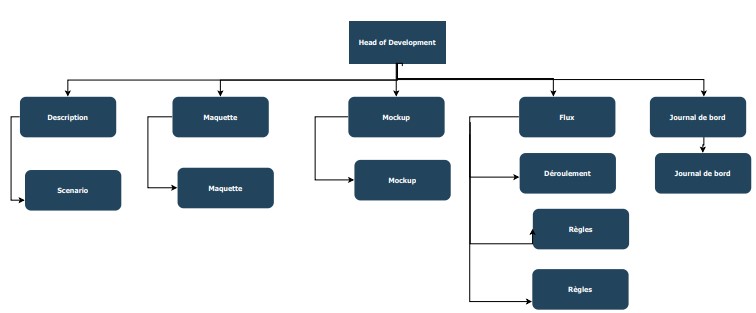 Head of Development
Description
Maquette
Mockup
Flux
Journal de bord
Scenario
Maquette
Mockup
Déroulement
Journal de bord
Règles
Règles